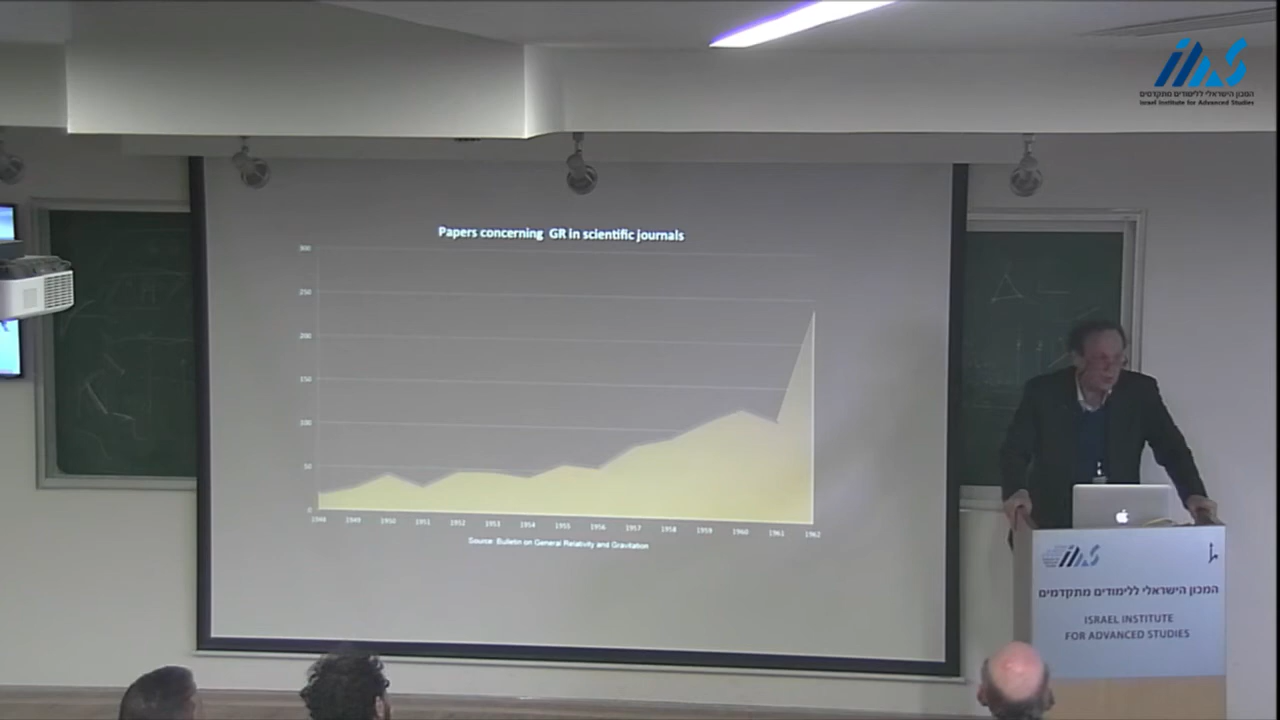 המכון הישראלי ללימודים מתקדמים
Israel Institute for Advanced Studies
Papers concerning GR in scientific journals
300
250
200
150
100
50
0
1948 1949 1950 1951 1952 1953 1954 1955 1956 1957 1958 1959 1960 1961 1962
Source: Bulletin on General Relativity and Gravitation
iias
המכון הישראלי ללימודים מתקדמים
ISRAEL INSTITUTE
FOR ADVANCED STUDIES